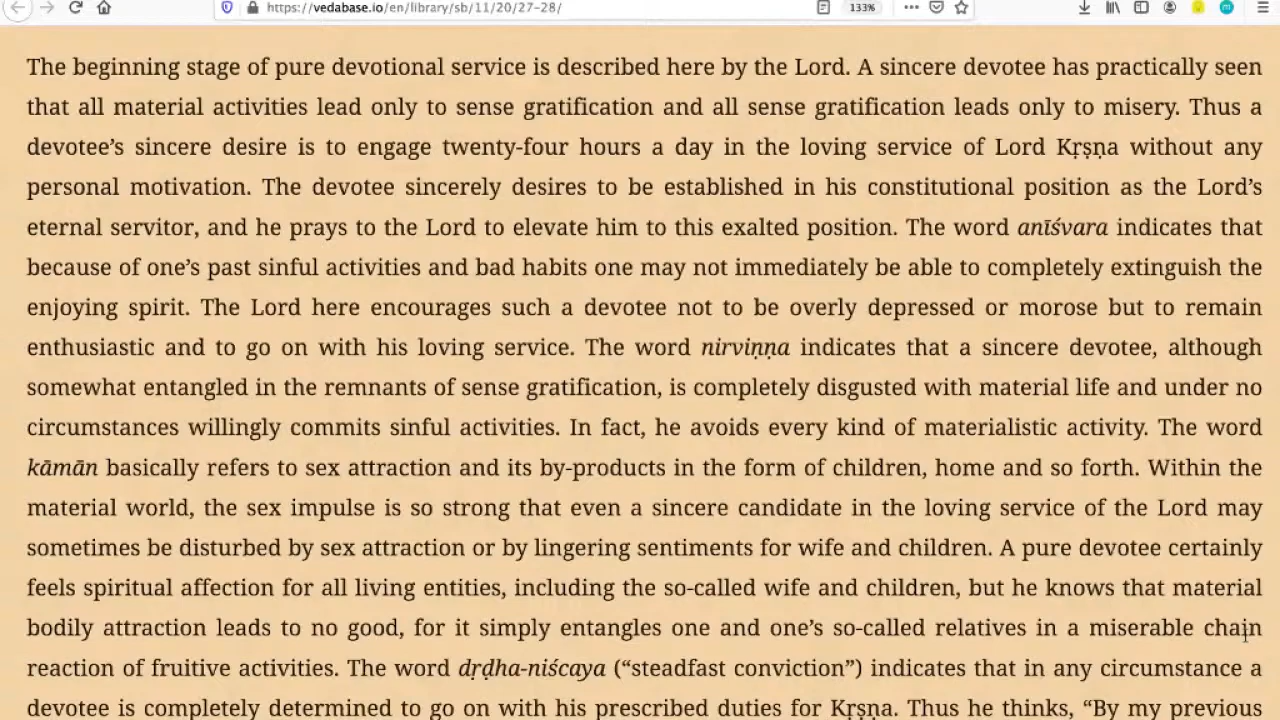 https://vedabase.io/en/library/sb/11/20/27-28/ 133%
The beginning stage of pure devotional service is described here by the Lord. A sincere devotee has practically seen
that all material activities lead only to sense gratification and all sense gratification leads only to misery. Thus a
devotee’s sincere desire is to engage twenty-four hours a day in the loving service of Lord Kṛṣṇa without any
personal motivation. The devotee sincerely desires to be established in his constitutional position as the Lord’s
eternal servitor, and he prays to the Lord to elevate him to this exalted position. The word anīśvara indicates that
because of one’s past sinful activities and bad habits one may not immediately be able to completely extinguish the
enjoying spirit. The Lord here encourages such a devotee not to be overly depressed or morose but to remain
enthusiastic and to go on with his loving service. The word nirviṇṇa indicates that a sincere devotee, although
somewhat entangled in the remnants of sense gratification, is completely disgusted with material life and under no
circumstances willingly commits sinful activities. In fact, he avoids every kind of materialistic activity. The word
kāmān basically refers to sex attraction and its by-products in the form of children, home and so forth. Within the
material world, the sex impulse is so strong that even a sincere candidate in the loving service of the Lord may
sometimes be disturbed by sex attraction or by lingering sentiments for wife and children. A pure devotee certainly
feels spiritual affection for all living entities, including the so-called wife and children, but he knows that material
bodily attraction leads to no good, for it simply entangles one and one’s so-called relatives in a miserable chain
reaction of fruitive activities. The word dṛḍha-niścaya (“steadfast conviction”) indicates that in any circumstance a
devotee is completely determined to go on with his prescribed duties for Kṛṣṇa. Thus he thinks, “By my previous